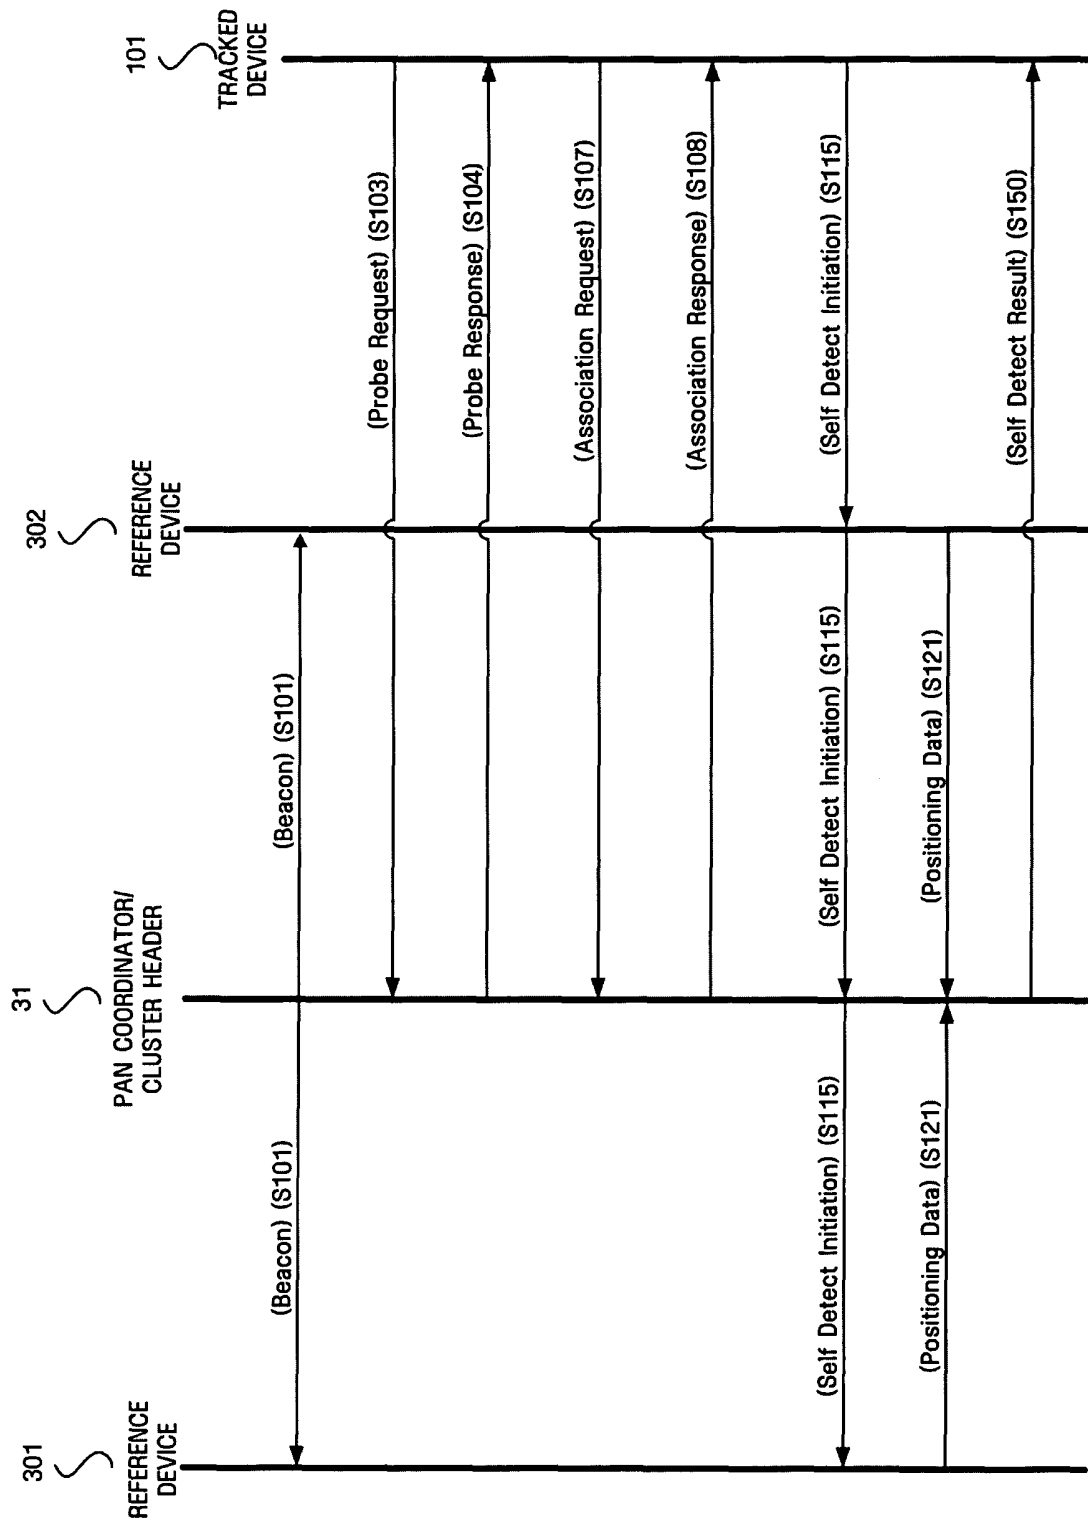 301
REFERENCE
DEVICE
31
PAN COORDINATOR/
CLUSTER HEADER
302
REFERENCE
DEVICE
101
TRACKED
DEVICE
(Beacon) (S101)
(Beacon) (S101)
(Probe Request) (S103)
(Probe Response) (S104)
(Association Request) (S107)
(Association Response) (S108)
(Self Detect Initiation) (S115)
(Self Detect Initiation) (S115)
(Self Detect Initiation) (S115)
(Positioning Data) (S121)
(Positioning Data) (S121)
(Self Detect Result) (S150)